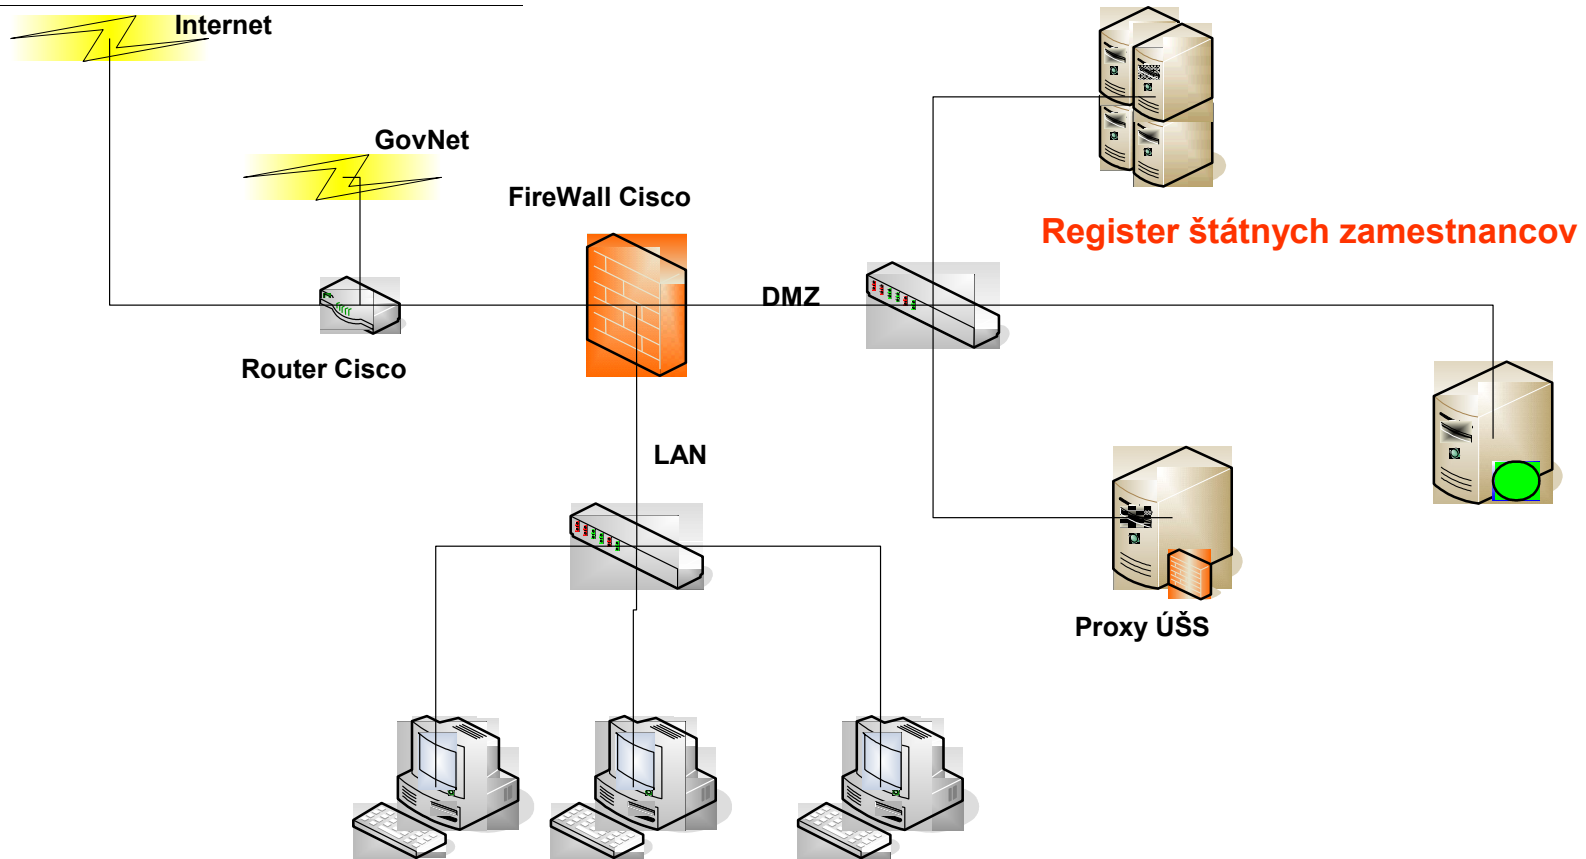 Internet
GovNet
FireWall Cisco
Register štátnych zamestnancov
DMZ
Router Cisco
LAN
Proxy ÚŠS